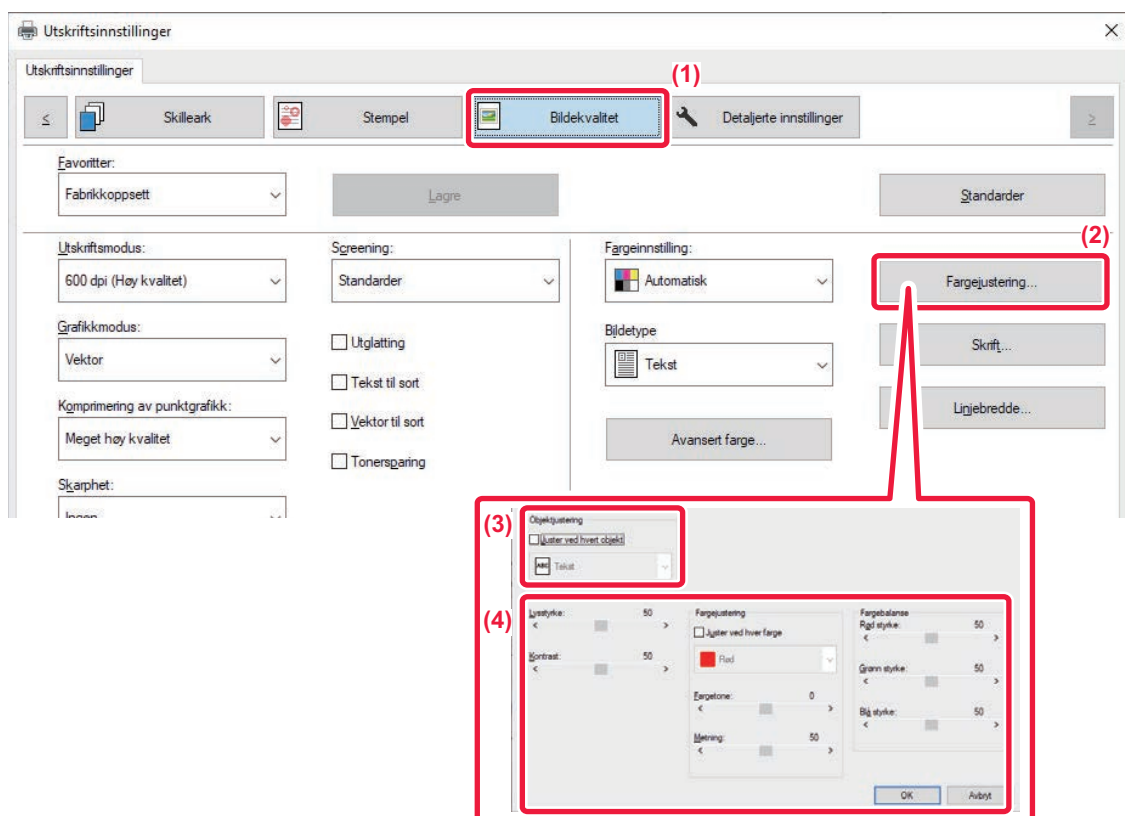 Utskriftsinnstillinger
Utskriftsinnstillinger
(1)
Skilleark
Stempel
Bildekvalitet
Detaljerte innstillinger
Favoritter:
Fabrikkoppsett
Lagre
Standarder
(2)
Utskriftsmodus:
600 dpi (Høy kvalitet)
Screening:
Standarder
Fargeinnstilling:
Automatisk
Fargejustering...
Grafikkmodus:
Vektor
Utglatting
Tekst til sort
Vektor til sort
Tonersparing
Bildetype
Tekst
Skrift...
Linjebredde...
Komprimering av punktgrafikk:
Meget høy kvalitet
Avansert farge...
Skarphet:
Ingen
(3)
Objektjustering
Juster ved hvert objekt
ABC Tekst
(4)
Lysstyrke: 50
Kontrast: 50
Fargejustering
Juster ved hver farge
Rød
Fargetone: 0
Metning: 50
Fargebalanse
Rød styrke: 50
Grønn styrke: 50
Blå styrke: 50
OK
Avbryt